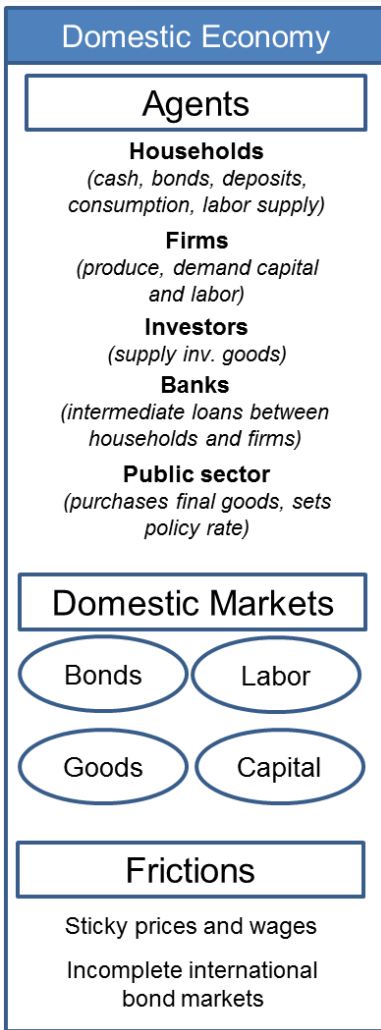 Domestic Economy
Agents
Households
(cash, bonds, deposits,
consumption, labor supply)
Firms
(produce, demand capital
and labor)
Investors
(supply inv. goods)
Banks
(intermediate loans between
households and firms)
Public sector
(purchases final goods, sets
policy rate)
Domestic Markets
Bonds
Labor
Goods
Capital
Frictions
Sticky prices and wages
Incomplete international
bond markets